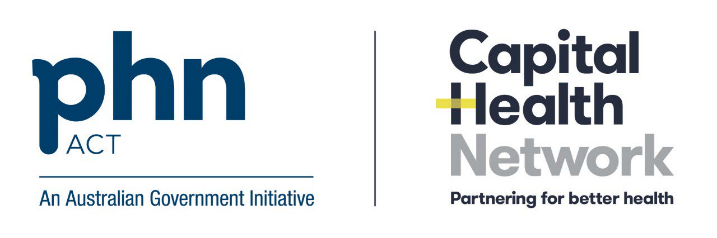 phn
ACT
An Australian Government Initiative
Capital
Health
Network
Partnering for better health